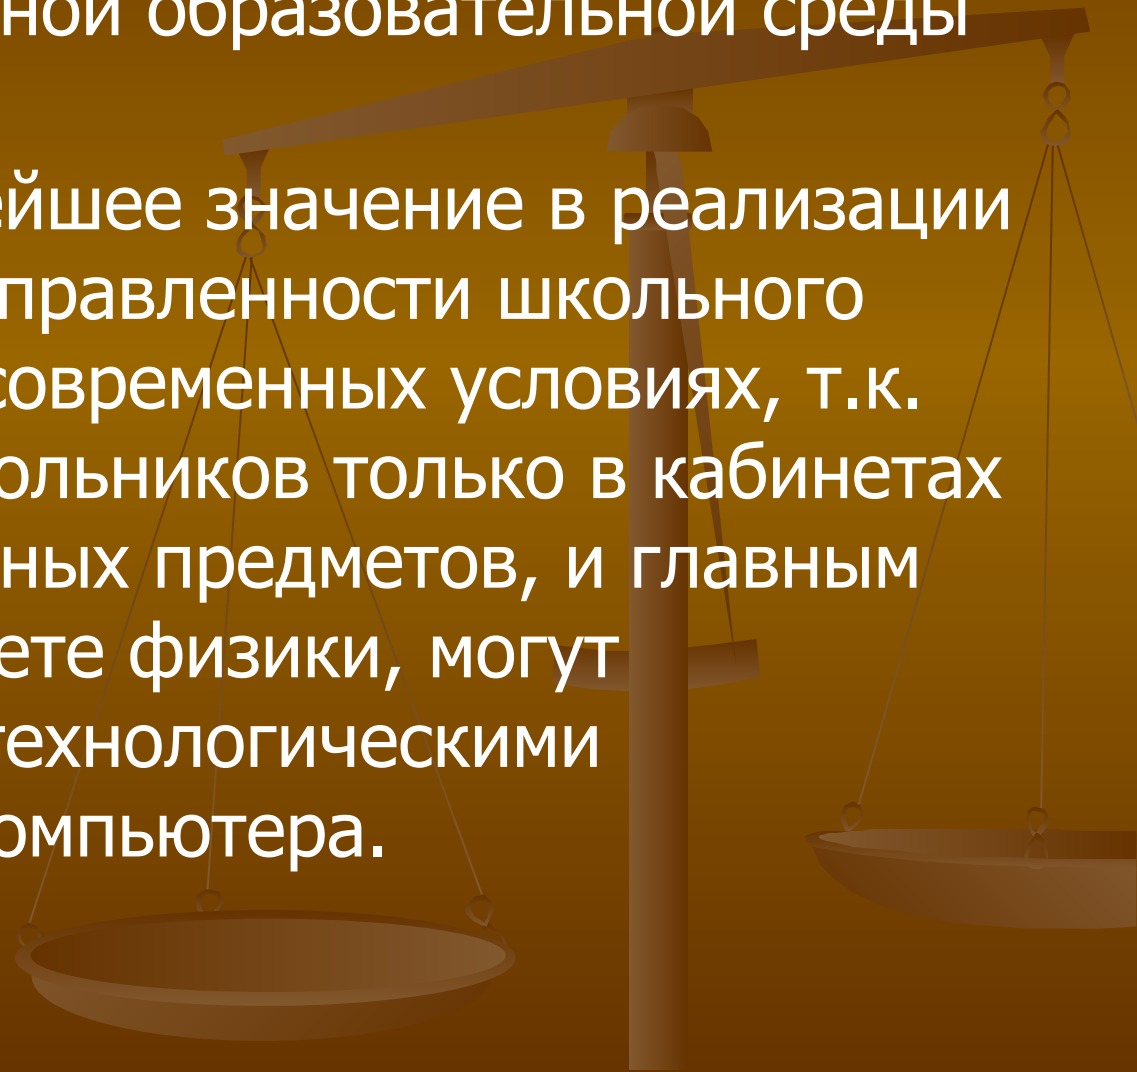 ной образовательной среды
ейшее значение в реализации
правленности школьного
современных условиях, т.к.
ольников только в кабинетах
ных предметов, и главным
ете физики, могут
технологическими
омпьютера.